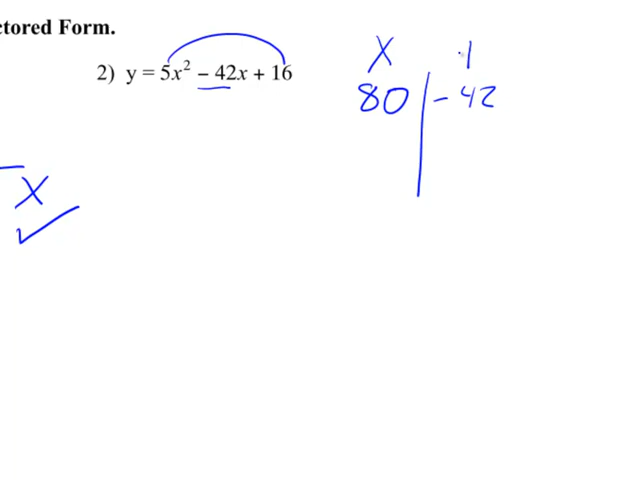 ctored Form.
2) y = 5x² – 42x + 16
X
80 – 42
X